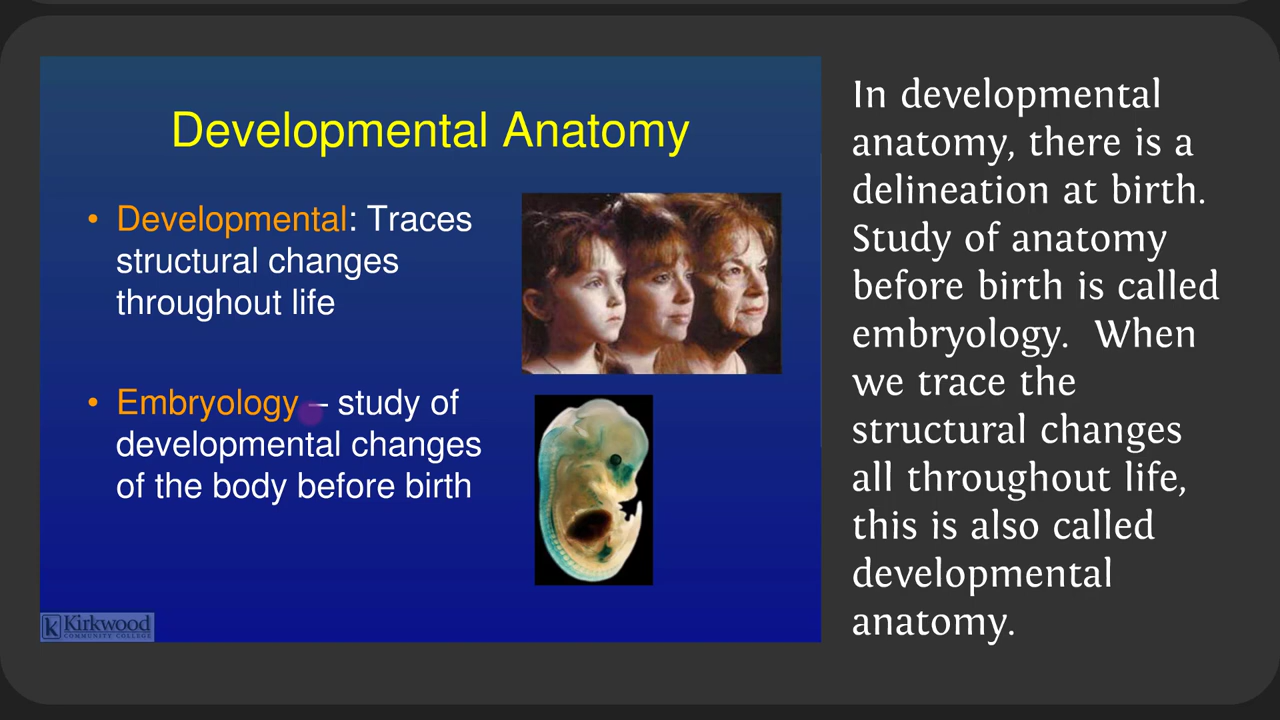 Developmental Anatomy
• Developmental: Traces
structural changes
throughout life
• Embryology – study of
developmental changes
of the body before birth
k Kirkwood
COMMUNITY COLLEGE
In developmental
anatomy, there is a
delineation at birth.
Study of anatomy
before birth is called
embryology.  When
we trace the
structural changes
all throughout life,
this is also called
developmental
anatomy.